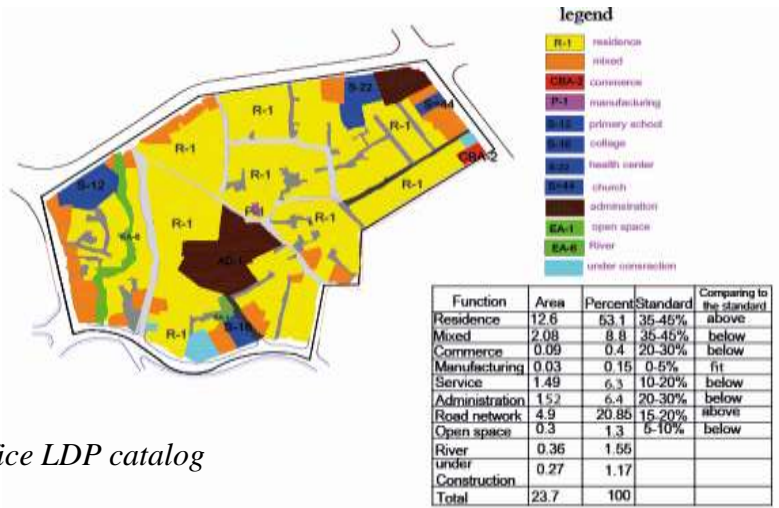 legend
R-1 residence
mixed
CBA-2 commerce
P-1 manufacturing
S-12 primary school
S-16 college
S-22 health center
S=44 church
adminstration
EA-1 open space
EA-6 River
under consraction
S-22
S=44
R-1
R-1
R-1
CBA-2
R-1
R-1
S-12
R-1
P-1
R-1
EA-6
AD-1
R-1
S-16
Function Area Percent Standard Comparing to the standard
Residence 12.6 53.1 35-45% above
Mixed 2.08 8.8 35-45% below
Commerce 0.09 0.4 20-30% below
Manufacturing 0.03 0.15 0-5% fit
Service 1.49 6.3 10-20% below
Administration 1.52 6.4 20-30% below
Road network 4.9 20.85 15-20% above
Open space 0.3 1.3 5-10% below
River 0.36 1.55
under Construction 0.27 1.17
Total 23.7 100
ice LDP catalog